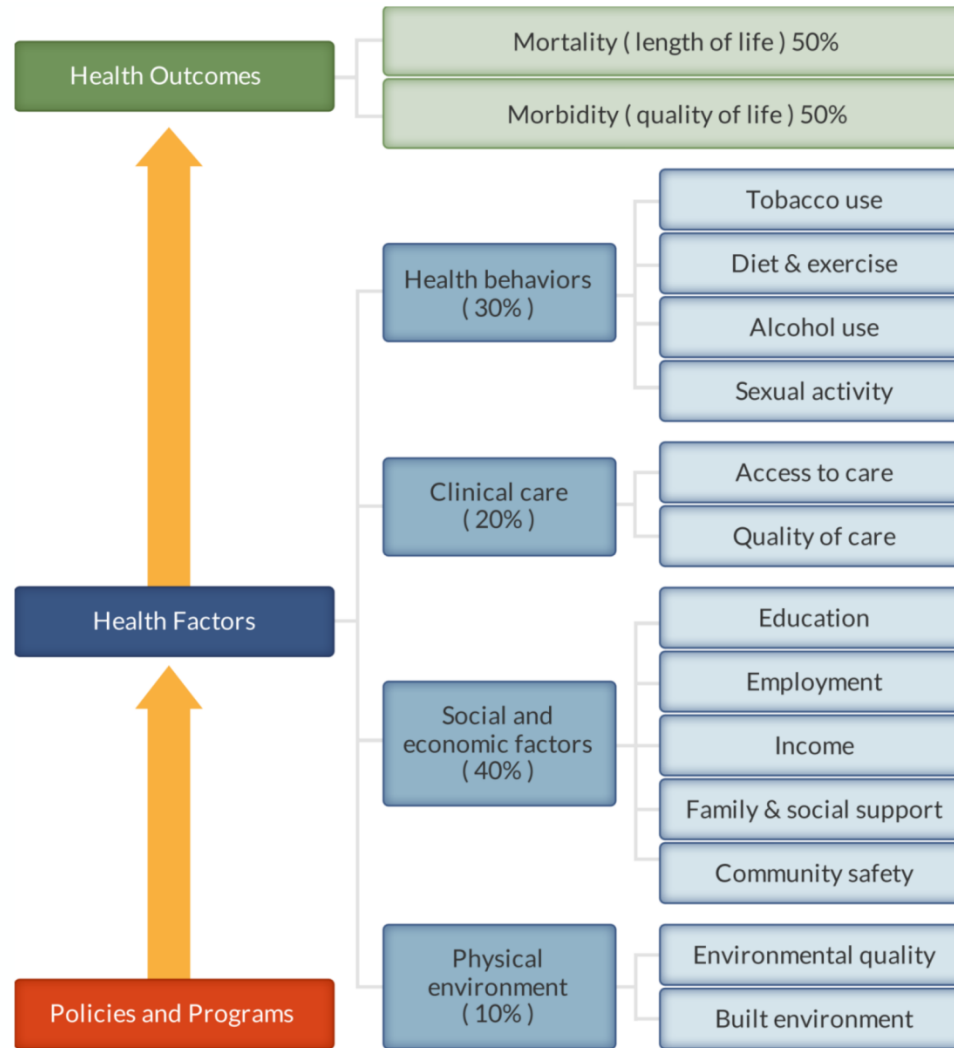 Health Outcomes
Mortality ( length of life ) 50%
Morbidity ( quality of life ) 50%
Health Factors
Health behaviors
( 30% )
Tobacco use
Diet & exercise
Alcohol use
Sexual activity
Clinical care
( 20% )
Access to care
Quality of care
Social and
economic factors
( 40% )
Education
Employment
Income
Family & social support
Community safety
Physical
environment
( 10% )
Environmental quality
Built environment
Policies and Programs